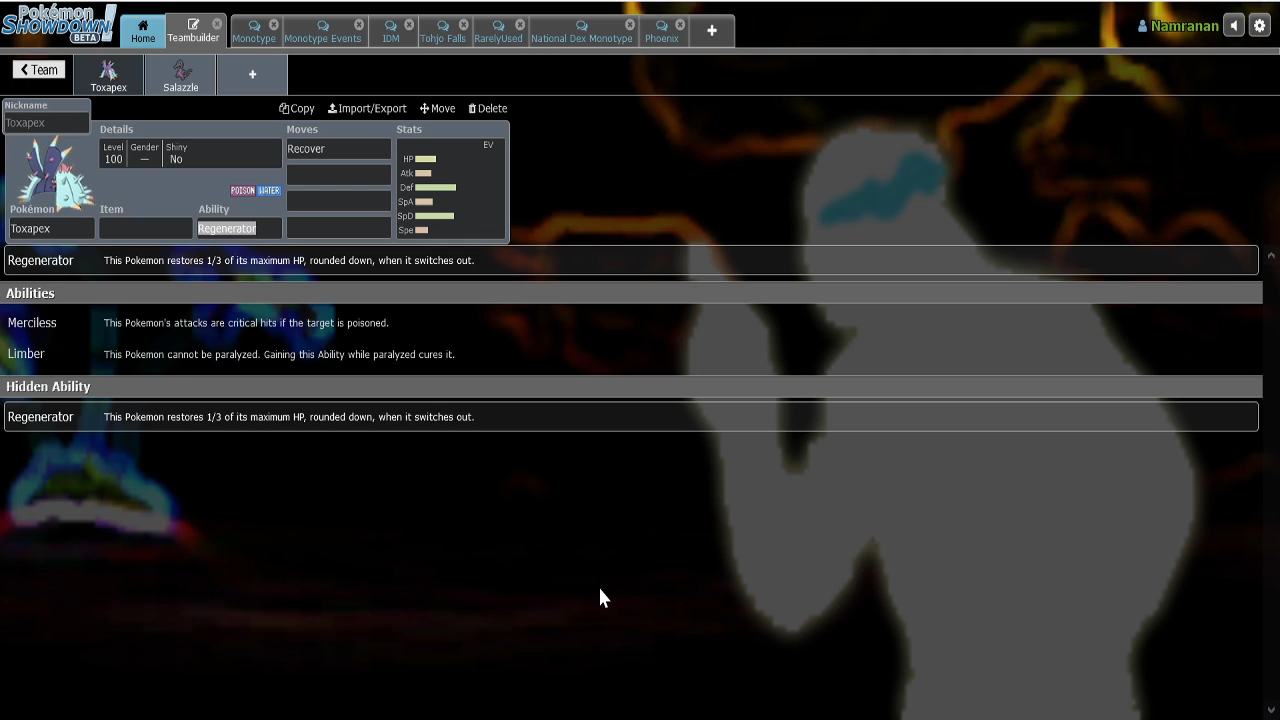 Pokémon
SHOWDOWN!
BETA
Home
Teambuilder
Monotype
Monotype Events
IDM
Tohjo Falls
RarelyUsed
National Dex Monotype
Phoenix
+
Namranan
< Team
Toxapex
Salazzle
+
Nickname
Toxapex
Copy
Import/Export
Move
Delete
Details
Level
100
Gender
—
Shiny
No
POISON WATER
Pokémon
Toxapex
Item
Ability
Regenerator
Moves
Recover
Stats
EV
HP
Atk
Def
SpA
SpD
Spe
Regenerator This Pokemon restores 1/3 of its maximum HP, rounded down, when it switches out.
Abilities
Merciless This Pokemon's attacks are critical hits if the target is poisoned.
Limber This Pokemon cannot be paralyzed. Gaining this Ability while paralyzed cures it.
Hidden Ability
Regenerator This Pokemon restores 1/3 of its maximum HP, rounded down, when it switches out.